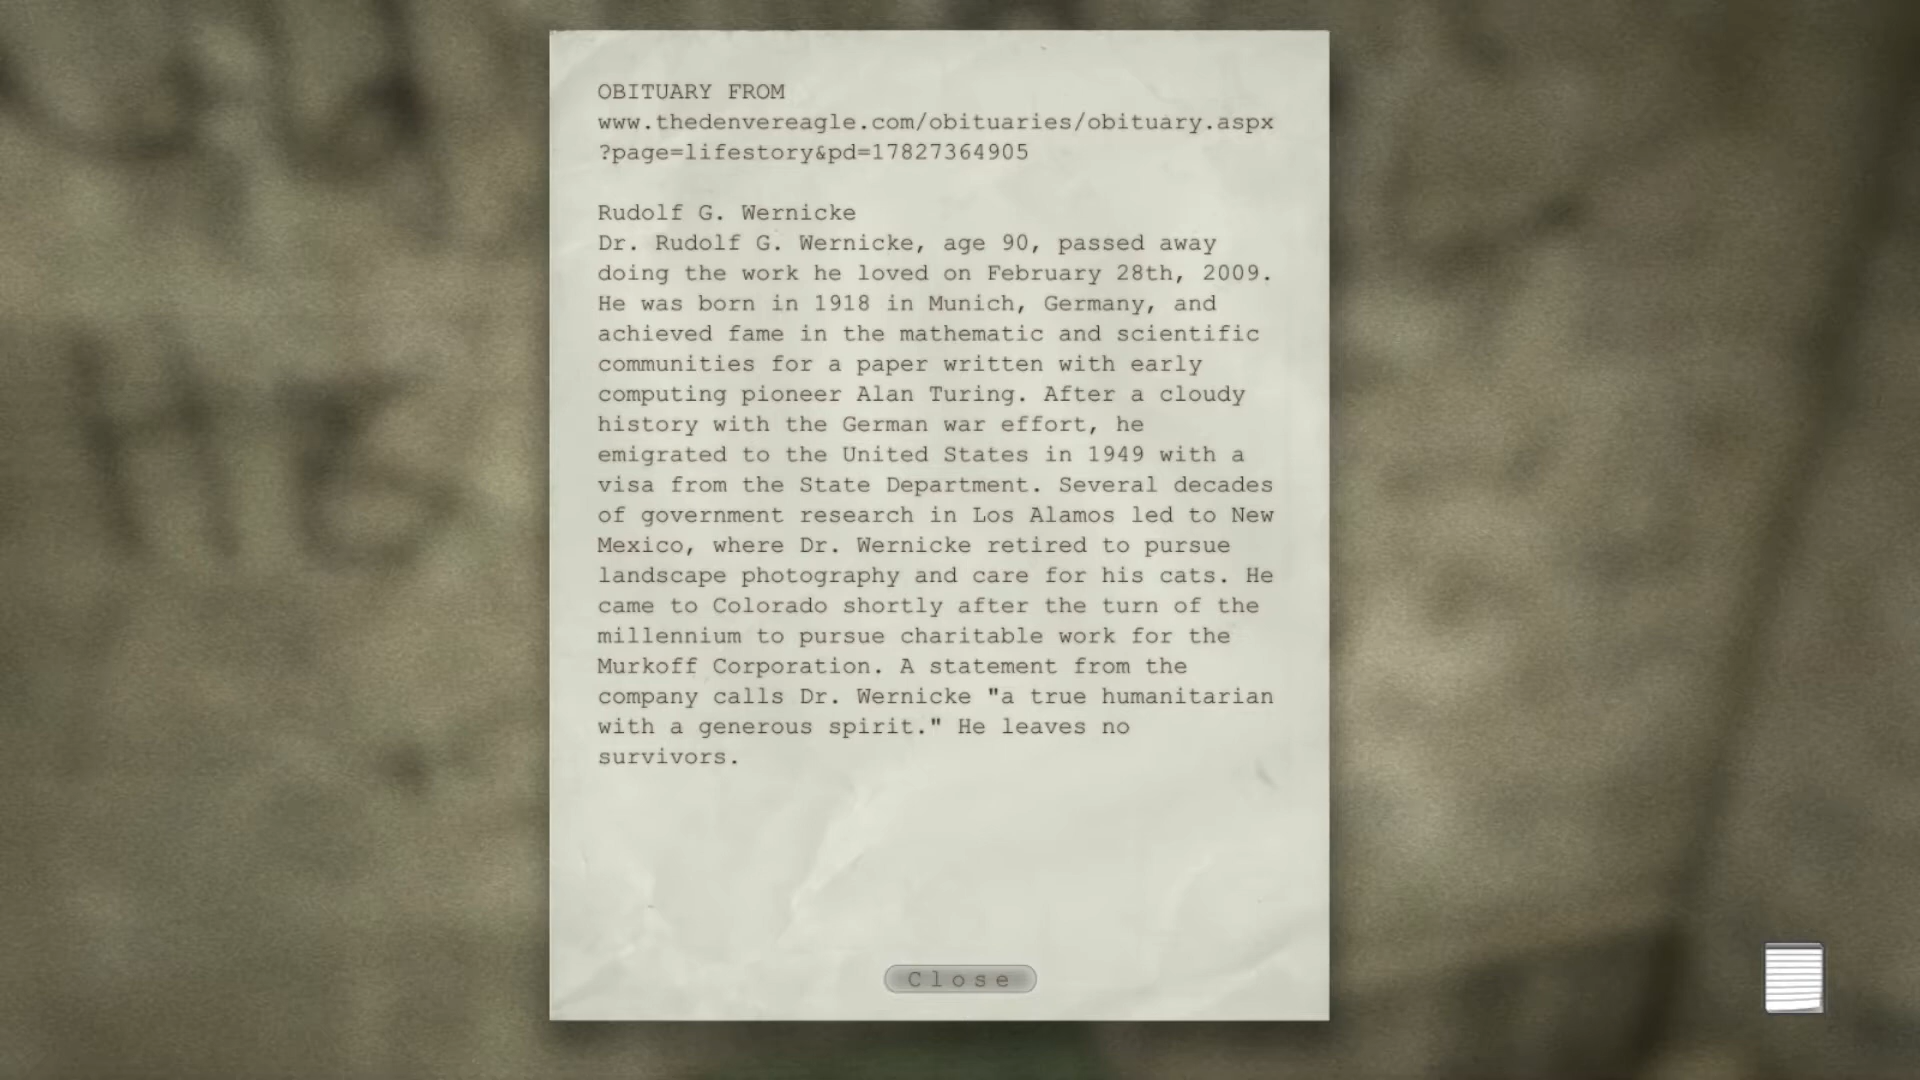 OBITUARY FROM
www.thedenvereagle.com/obituaries/obituary.aspx
?page=lifestory&pd=17827364905
Rudolf G. Wernicke
Dr. Rudolf G. Wernicke, age 90, passed away
doing the work he loved on February 28th, 2009.
He was born in 1918 in Munich, Germany, and
achieved fame in the mathematic and scientific
communities for a paper written with early
computing pioneer Alan Turing. After a cloudy
history with the German war effort, he
emigrated to the United States in 1949 with a
visa from the State Department. Several decades
of government research in Los Alamos led to New
Mexico, where Dr. Wernicke retired to pursue
landscape photography and care for his cats. He
came to Colorado shortly after the turn of the
millennium to pursue charitable work for the
Murkoff Corporation. A statement from the
company calls Dr. Wernicke "a true humanitarian
with a generous spirit." He leaves no
survivors.
Close